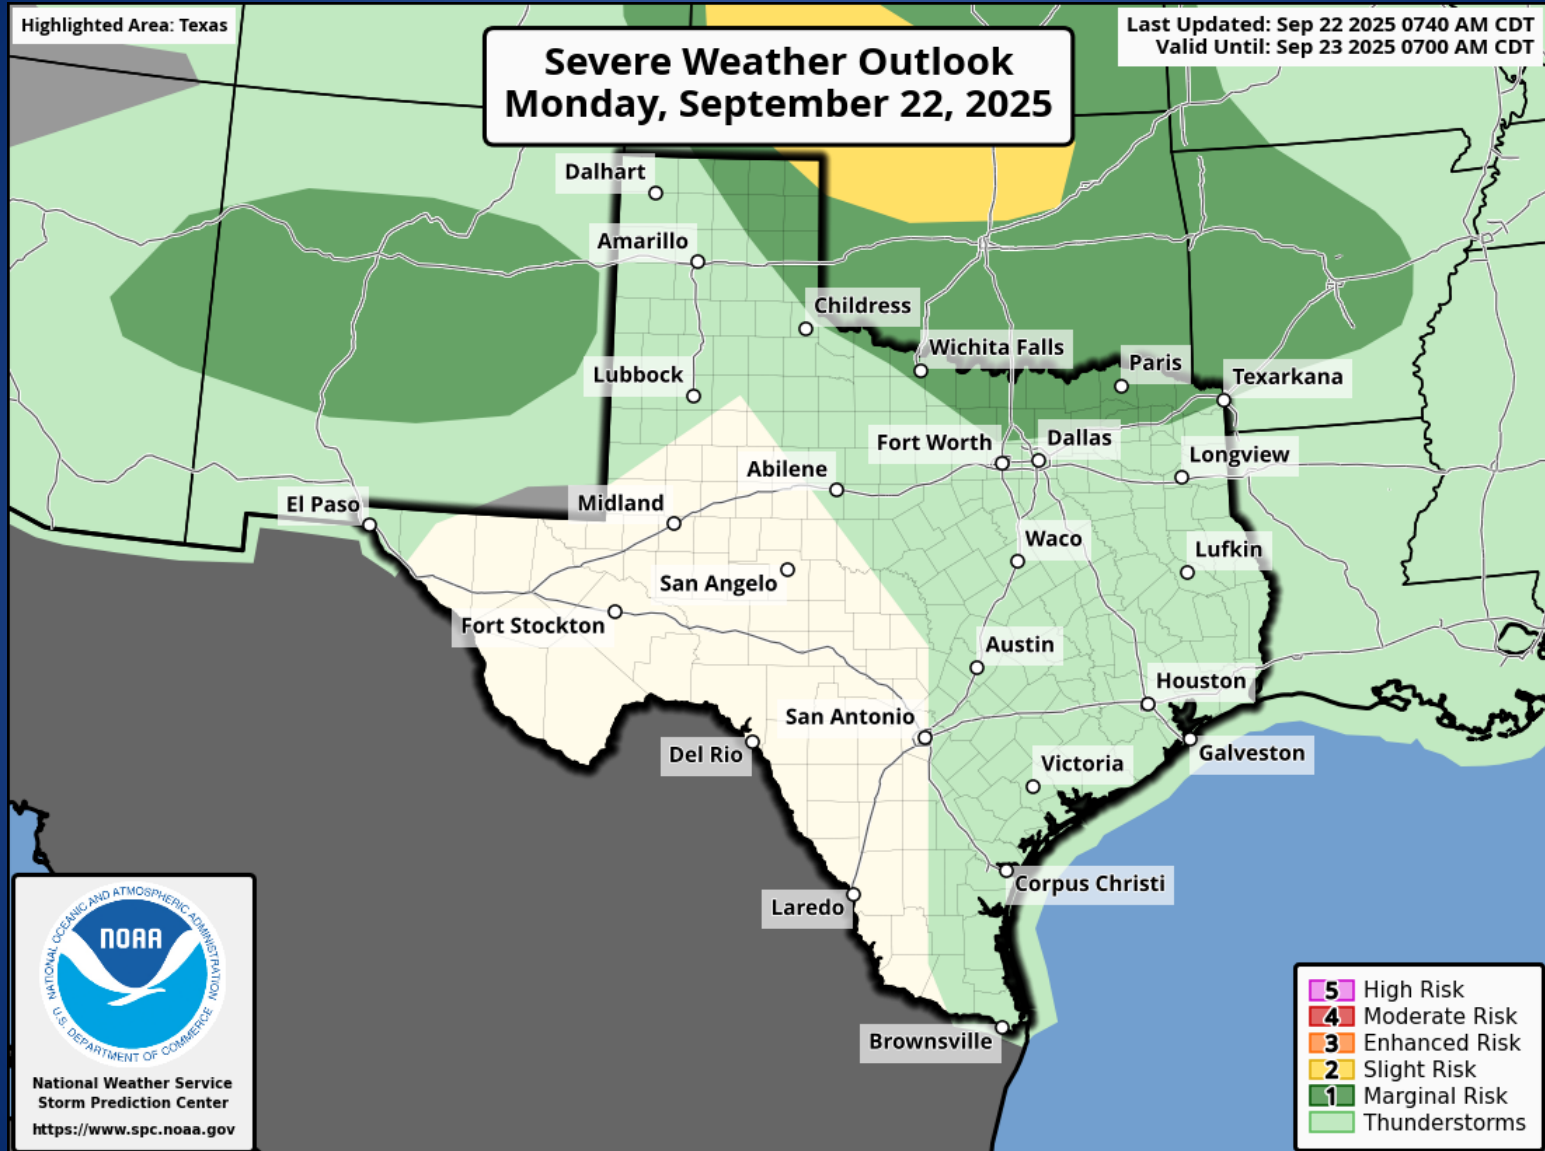 Highlighted Area: Texas
Severe Weather Outlook
Monday, September 22, 2025
Last Updated: Sep 22 2025 0740 AM CDT
Valid Until: Sep 23 2025 0700 AM CDT
Dalhart
Amarillo
Childress
Wichita Falls
Paris
Lubbock
Texarkana
Fort Worth
Dallas
Longview
Abilene
El Paso
Midland
Waco
Lufkin
San Angelo
Fort Stockton
Austin
Houston
San Antonio
Del Rio
Galveston
Victoria
Corpus Christi
Laredo
Brownsville
NATIONAL OCEANIC AND ATMOSPHERIC ADMINISTRATION
NOAA
U.S. DEPARTMENT OF COMMERCE
National Weather Service
Storm Prediction Center
https://www.spc.noaa.gov
5 High Risk
4 Moderate Risk
3 Enhanced Risk
2 Slight Risk
1 Marginal Risk
Thunderstorms